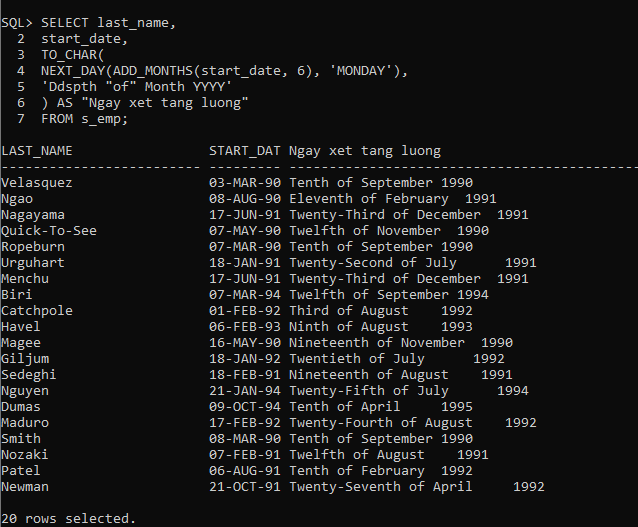 SQL> SELECT last_name,
  2  start_date,
  3  TO_CHAR(
  4  NEXT_DAY(ADD_MONTHS(start_date, 6), 'MONDAY'),
  5  'Ddspth "of" Month YYYY'
  6  ) AS "Ngay xet tang luong"
  7  FROM s_emp;

LAST_NAME                 START_DAT Ngay xet tang luong
------------------------- --------- -------------------------------------------
Velasquez                 03-MAR-90 Tenth of September 1990
Ngao                      08-AUG-90 Eleventh of February  1991
Nagayama                  17-JUN-91 Twenty-Third of December  1991
Quick-To-See              07-MAY-90 Twelfth of November  1990
Ropeburn                  07-MAR-90 Tenth of September 1990
Urguhart                  18-JAN-91 Twenty-Second of July      1991
Menchu                    17-JUN-91 Twenty-Third of December  1991
Biri                      07-MAR-94 Twelfth of September 1994
Catchpole                 01-FEB-92 Third of August    1992
Havel                     06-FEB-93 Ninth of August    1993
Magee                     16-MAY-90 Nineteenth of November  1990
Giljum                    18-JAN-92 Twentieth of July      1992
Sedeghi                   18-FEB-91 Nineteenth of August    1991
Nguyen                    21-JAN-94 Twenty-Fifth of July      1994
Dumas                     09-OCT-94 Tenth of April     1995
Maduro                    17-FEB-92 Twenty-Fourth of August    1992
Smith                     08-MAR-90 Tenth of September 1990
Nozaki                    07-FEB-91 Twelfth of August    1991
Patel                     06-AUG-91 Tenth of February  1992
Newman                    21-OCT-91 Twenty-Seventh of April     1992

20 rows selected.